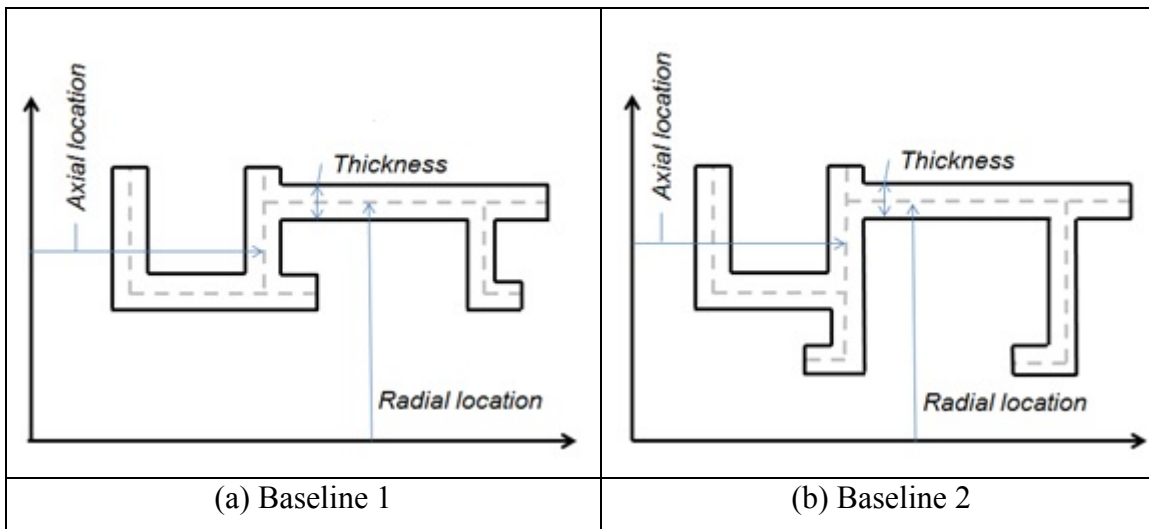 Axial location
Thickness
Radial location
(a) Baseline 1
Axial location
Thickness
Radial location
(b) Baseline 2